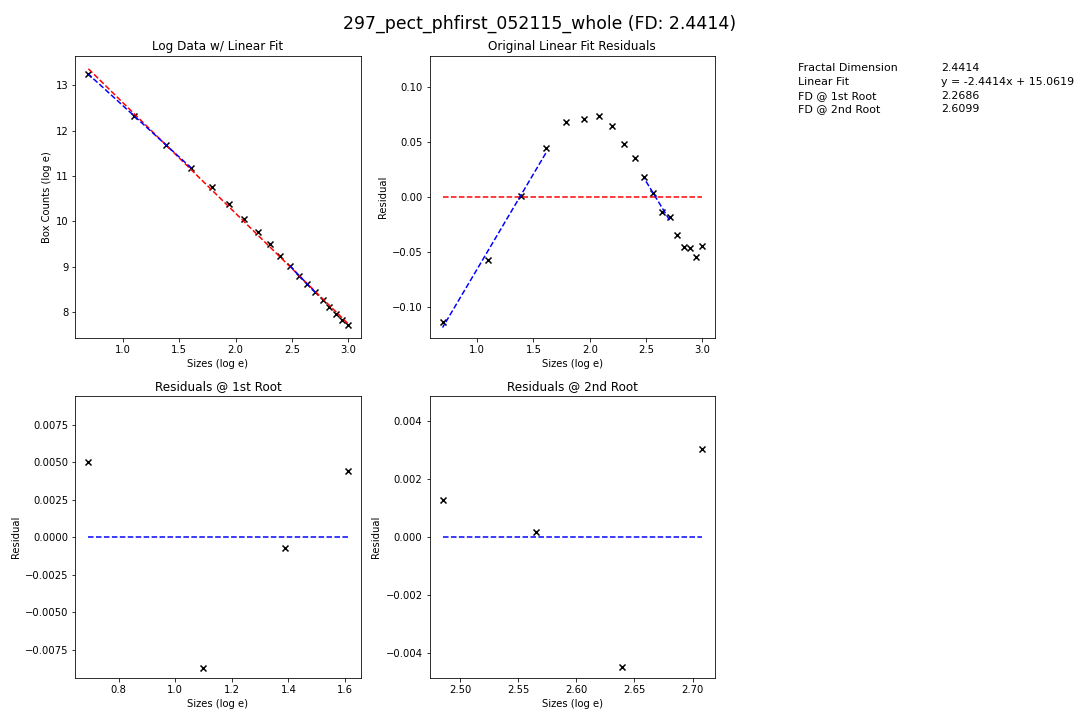 297_pect_phfirst_052115_whole (FD: 2.4414)
Log Data w/ Linear Fit
13
12
11
10
9
8
Box Counts (log e)
1.0 1.5 2.0 2.5 3.0
Sizes (log e)
Original Linear Fit Residuals
0.10
0.05
0.00
−0.05
−0.10
Residual
1.0 1.5 2.0 2.5 3.0
Sizes (log e)
Fractal Dimension 2.4414
Linear Fit y = -2.4414x + 15.0619
FD @ 1st Root 2.2686
FD @ 2nd Root 2.6099
Residuals @ 1st Root
0.0075
0.0050
0.0025
0.0000
−0.0025
−0.0050
−0.0075
Residual
0.8 1.0 1.2 1.4 1.6
Sizes (log e)
Residuals @ 2nd Root
0.004
0.002
0.000
−0.002
−0.004
Residual
2.50 2.55 2.60 2.65 2.70
Sizes (log e)